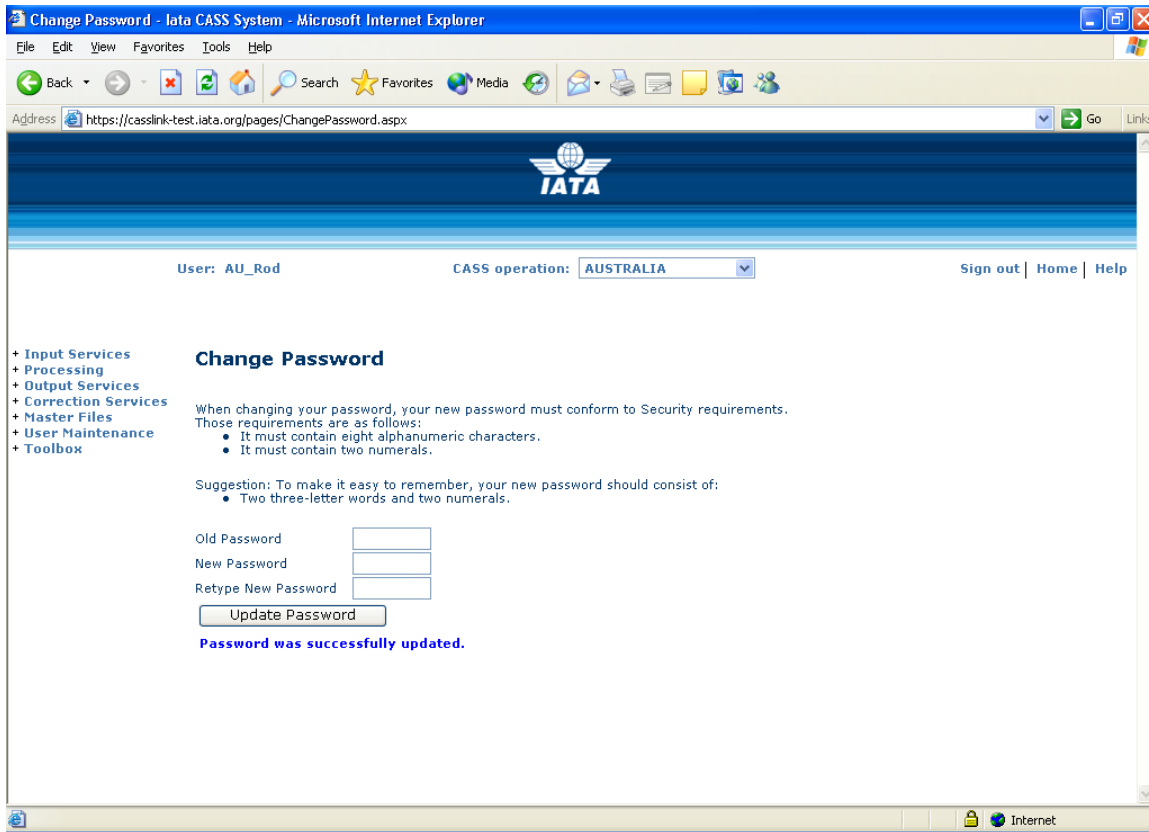 Change Password - Iata CASS System - Microsoft Internet Explorer
File Edit View Favorites Tools Help
Back Search Favorites Media
Address https://casslink-test.iata.org/pages/ChangePassword.aspx Go Links
IATA
User: AU_Rod CASS operation: AUSTRALIA Sign out | Home | Help
+ Input Services
+ Processing
+ Output Services
+ Correction Services
+ Master Files
+ User Maintenance
+ Toolbox
Change Password
When changing your password, your new password must conform to Security requirements.
Those requirements are as follows:
• It must contain eight alphanumeric characters.
• It must contain two numerals.
Suggestion: To make it easy to remember, your new password should consist of:
• Two three-letter words and two numerals.
Old Password
New Password
Retype New Password
Update Password
Password was successfully updated.
Internet